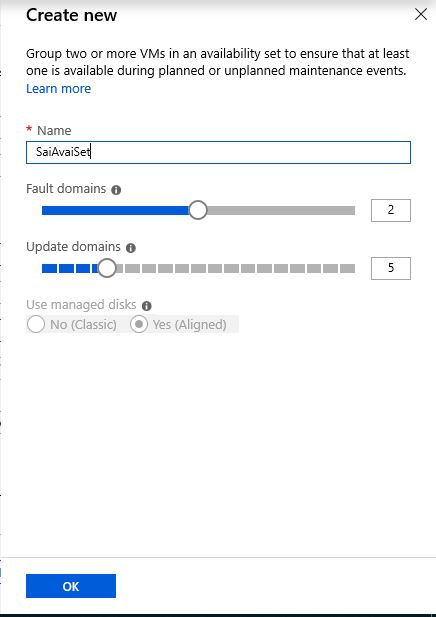 Create new
Group two or more VMs in an availability set to ensure that at least
one is available during planned or unplanned maintenance events.
Learn more
* Name
SaiAvaiSet
Fault domains
2
Update domains
5
Use managed disks
No (Classic) Yes (Aligned)
OK